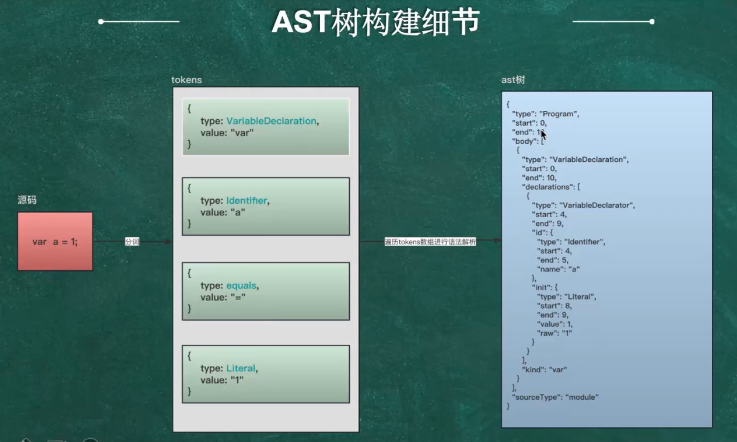 AST树构建细节
源码
var a = 1;
分词
tokens
{
type: VariableDeclaration,
value: "var"
}
{
type: Identifier,
value: "a"
}
{
type: equals,
value: "="
}
{
type: Literal,
value: "1"
}
遍历tokens数组进行语法解析
ast树
{
"type": "Program",
"start": 0,
"end": 1
"body": [
{
"type": "VariableDeclaration",
"start": 0,
"end": 10,
"declarations": [
{
"type": "VariableDeclarator",
"start": 4,
"end": 9,
"id": {
"type": "Identifier",
"start": 4,
"end": 5,
"name": "a"
},
"init": {
"type": "Literal",
"start": 8,
"end": 9,
"value": 1,
"raw": "1"
}
}
],
"kind": "var"
}
],
"sourceType": "module"
}